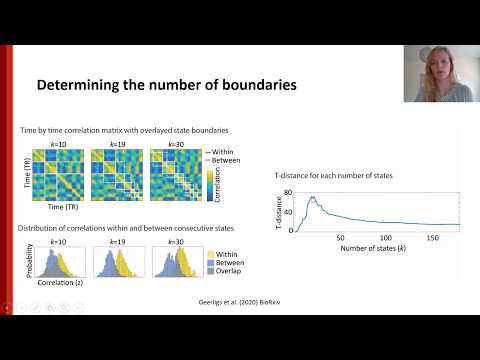 Determining the number of boundaries
Time by time correlation matrix with overlayed state boundaries
k=10 k=19 k=30
Within
Between
Time (TR)
Correlation
Time (TR)
T-distance for each number of states
80
40
0
T-distance
50 100 150
Number of states (k)
Distribution of correlations within and between consecutive states
k=10 k=19 k=30
Within
Between
Overlap
Probability
Correlation (z)
Geerligs et al. (2020) BioRxiv